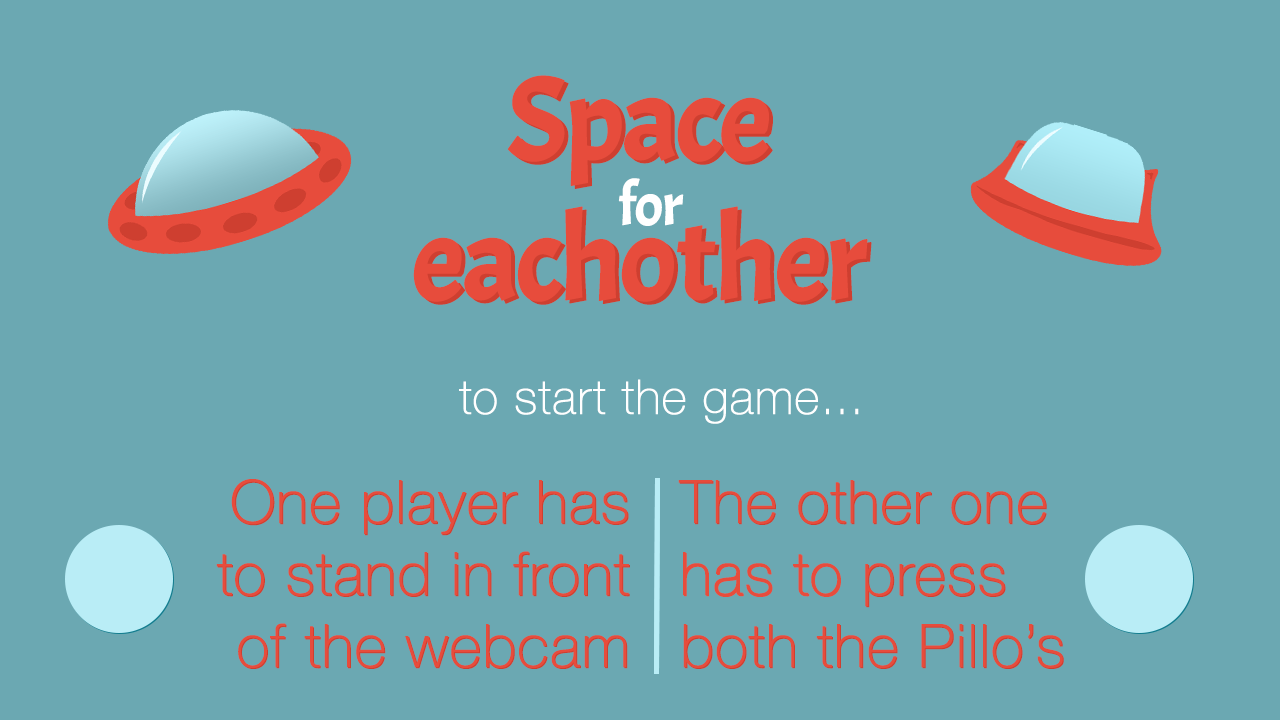 Space
for
eachother
to start the game...
One player has
to stand in front
of the webcam
The other one
has to press
both the Pillo's